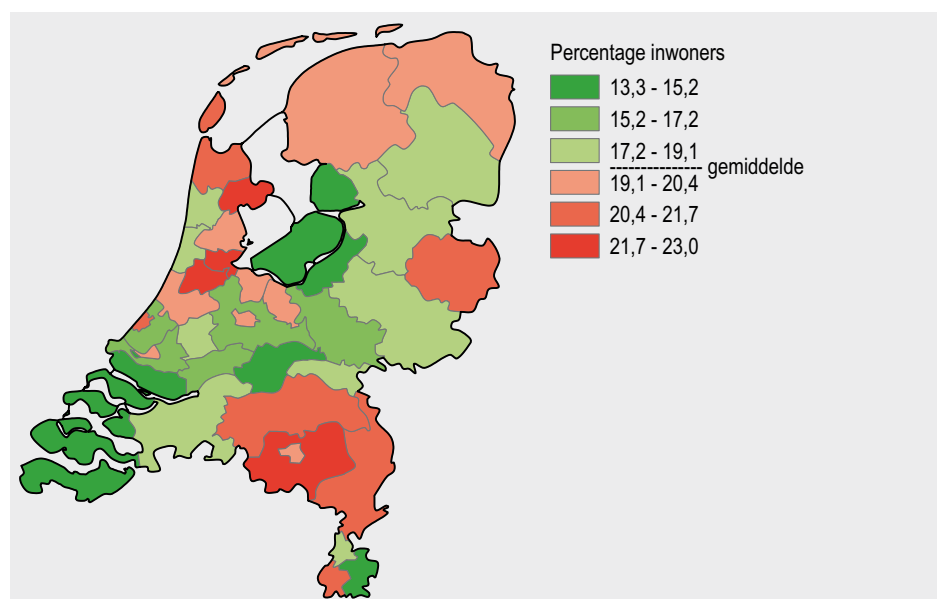 Percentage inwoners
13,3 - 15,2
15,2 - 17,2
17,2 - 19,1
gemiddelde
19,1 - 20,4
20,4 - 21,7
21,7 - 23,0